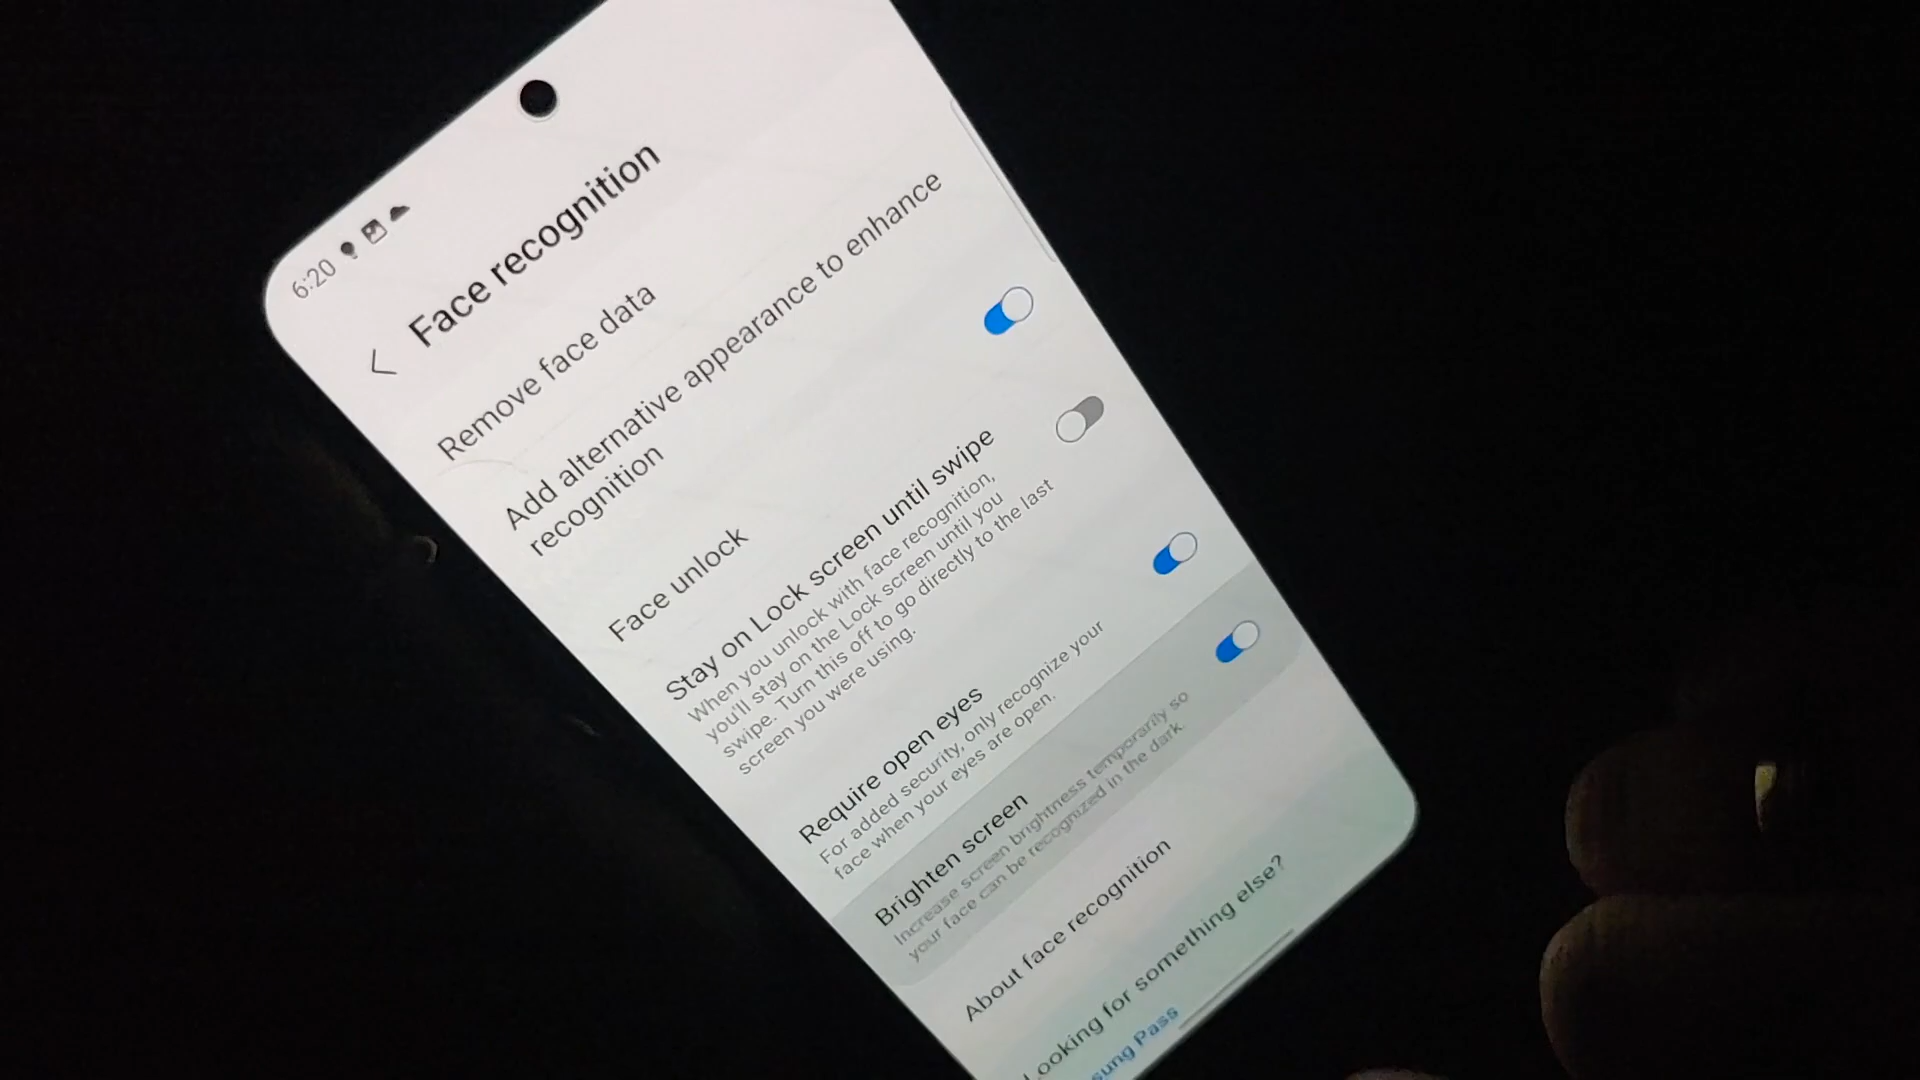 6:20
Face recognition
Remove face data
Add alternative appearance to enhance
recognition
Face unlock
Stay on Lock screen until swipe
When you unlock with face recognition,
you'll stay on the Lock screen until you
swipe. Turn this off to go directly to the last
screen you were using.
Require open eyes
For added security, only recognize your
face when your eyes are open.
Brighten screen
Increase screen brightness temporarily so
your face can be recognized in the dark.
About face recognition
Looking for something else?
sung Pass